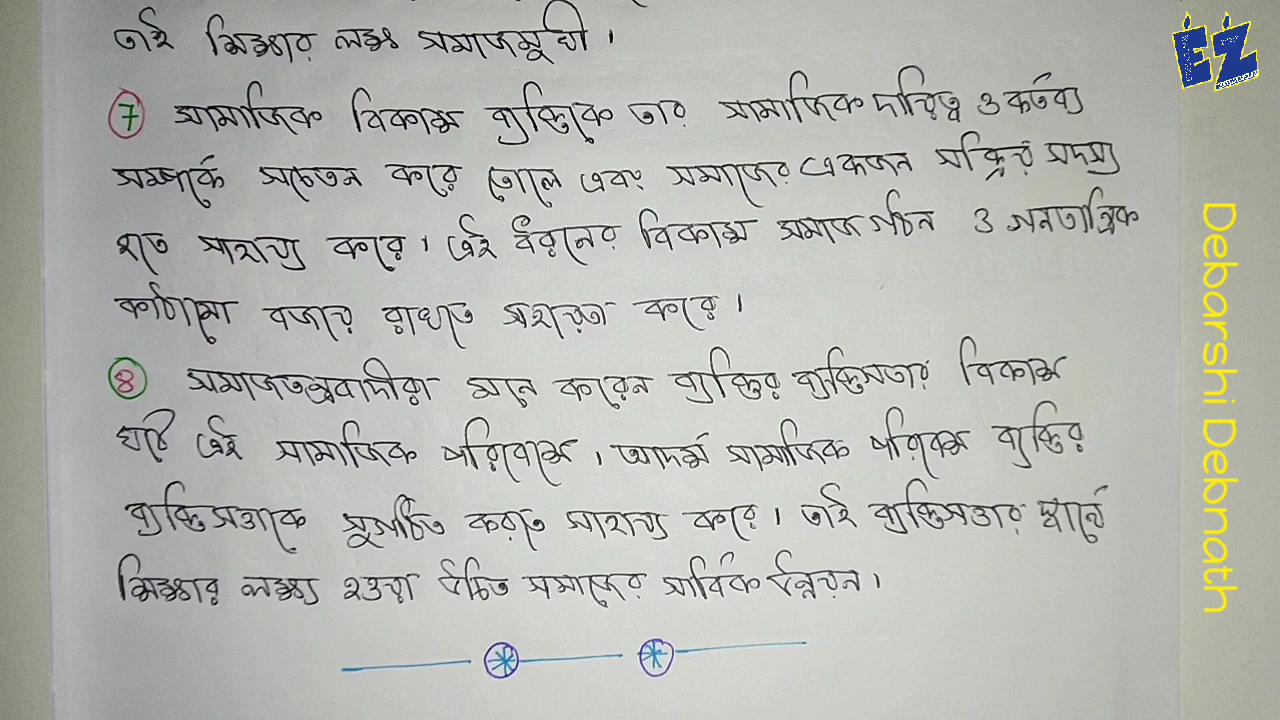 তাই শিক্ষার লক্ষ্য সমাজমুখী।
৭ সামাজিক বিকাশ ব্যক্তিকে তার সামাজিক দায়িত্ব ও কর্তব্য
সম্পর্কে সচেতন করে তোলে এবং সমাজের একজন সক্রিয় সদস্য
হতে সাহায্য করে। এই ধরনের বিকাশ সমাজ গঠন ও গনতান্ত্রিক
কাঠামো বজায় রাখতে সহায়তা করে।
৪ সমাজতন্ত্রবাদীরা মনে করেন ব্যক্তির ব্যক্তিসত্তার বিকাশ
ঘটে এই সামাজিক পরিবেশে। আদর্শ সামাজিক পরিবেশ ব্যক্তির
ব্যক্তিসত্তাকে সুগঠিত করতে সাহায্য করে। তাই ব্যক্তিসত্তার স্বার্থে
শিক্ষার লক্ষ্য হওয়া উচিত সমাজের সার্বিক উন্নয়ন।
EZ
Debarshi Debnath